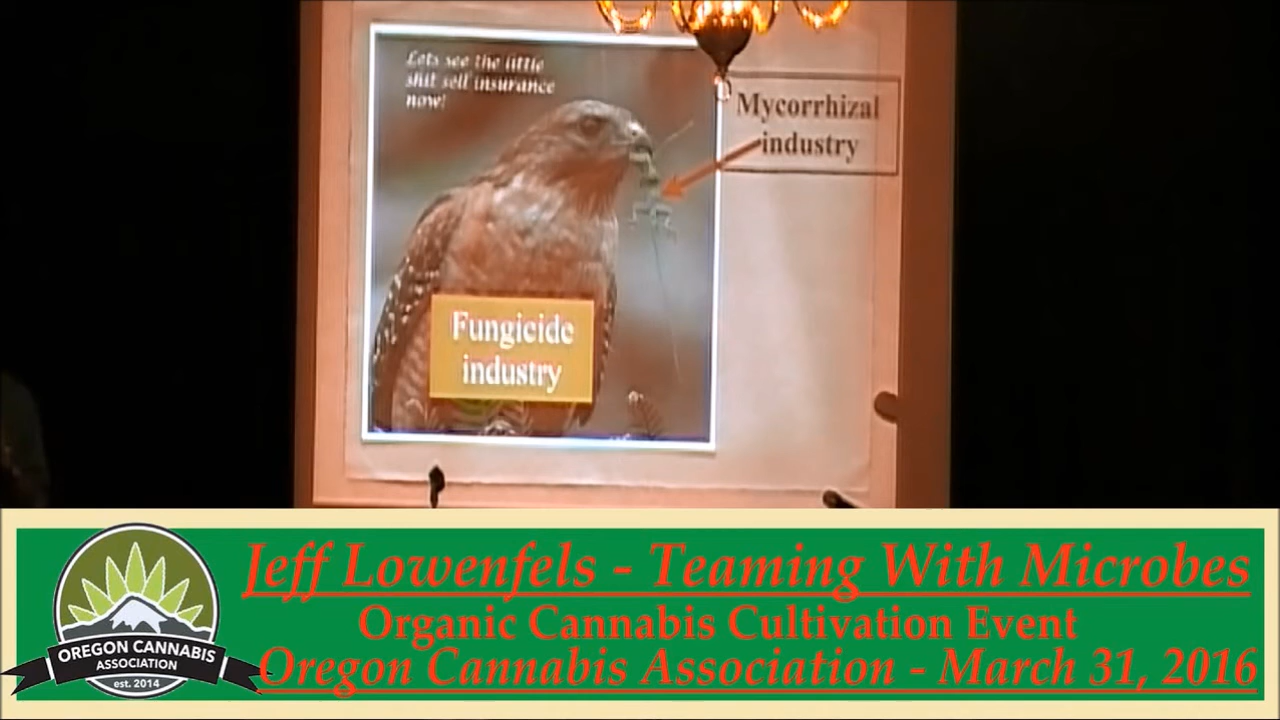 Lets see the little
shit sell insurance
now!
Mycorrhizal
industry
Fungicide
industry
Jeff Lowenfels - Teaming With Microbes
Organic Cannabis Cultivation Event
Oregon Cannabis Association - March 31, 2016
OREGON CANNABIS
ASSOCIATION
est. 2014